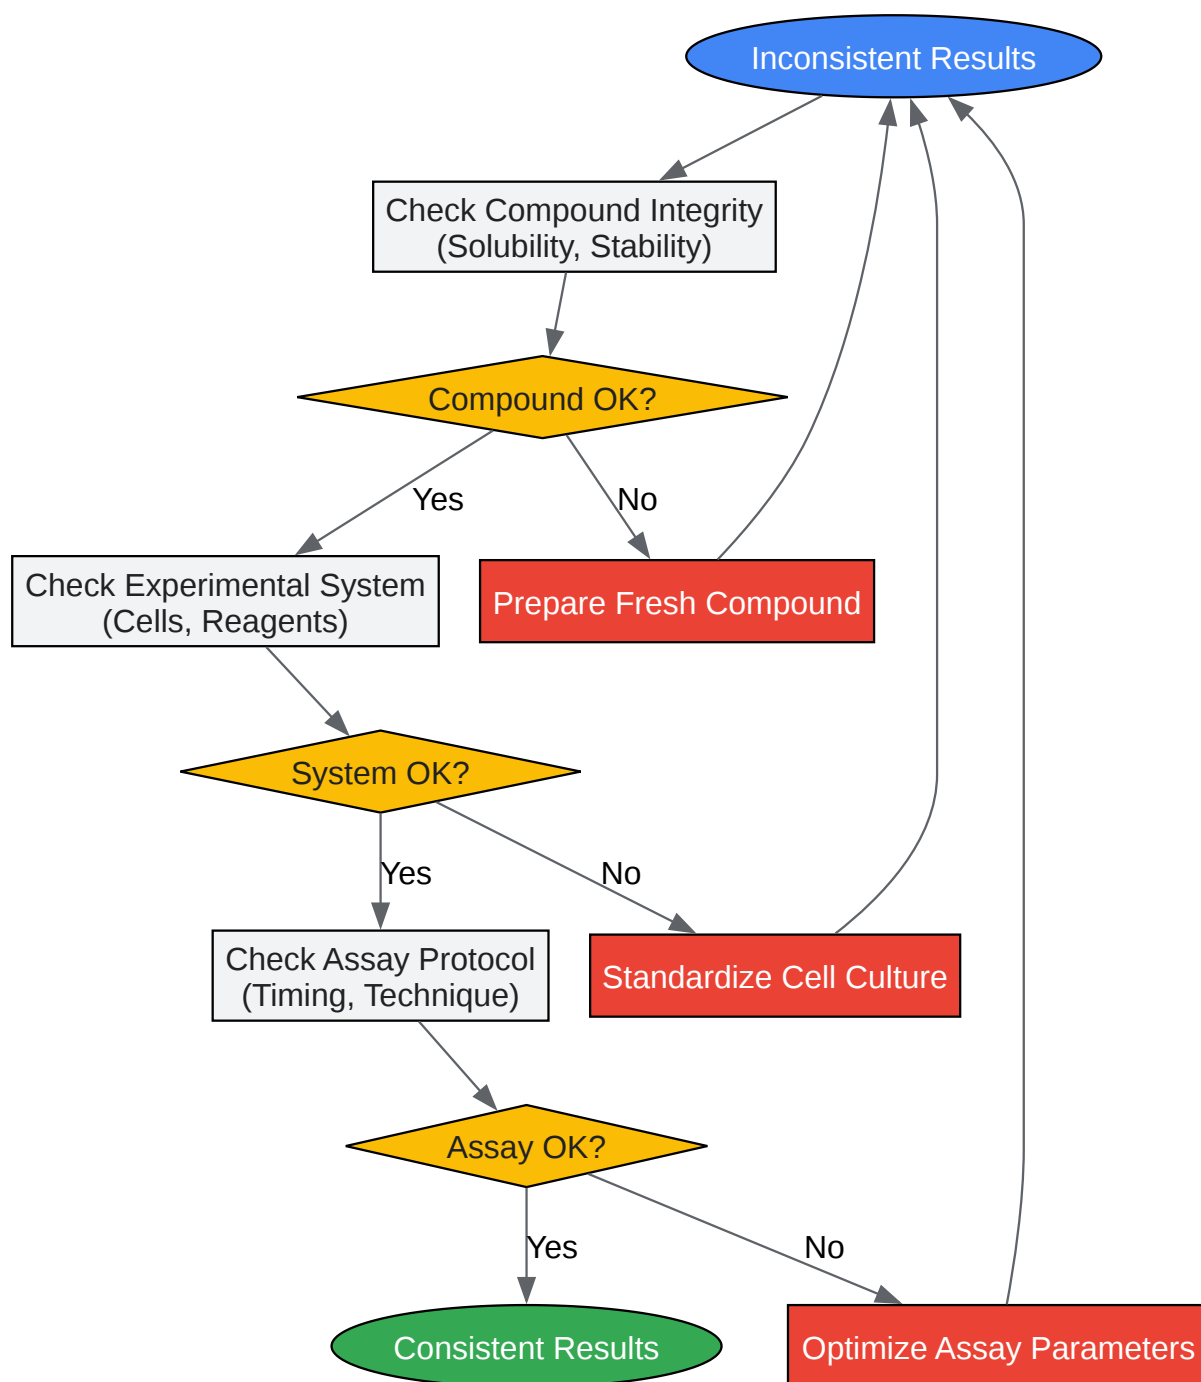 Inconsistent Results
Check Compound Integrity
(Solubility, Stability)
Compound OK?
Yes
No
Check Experimental System
(Cells, Reagents)
Prepare Fresh Compound
System OK?
Yes
No
Check Assay Protocol
(Timing, Technique)
Standardize Cell Culture
Assay OK?
Yes
No
Consistent Results
Optimize Assay Parameters